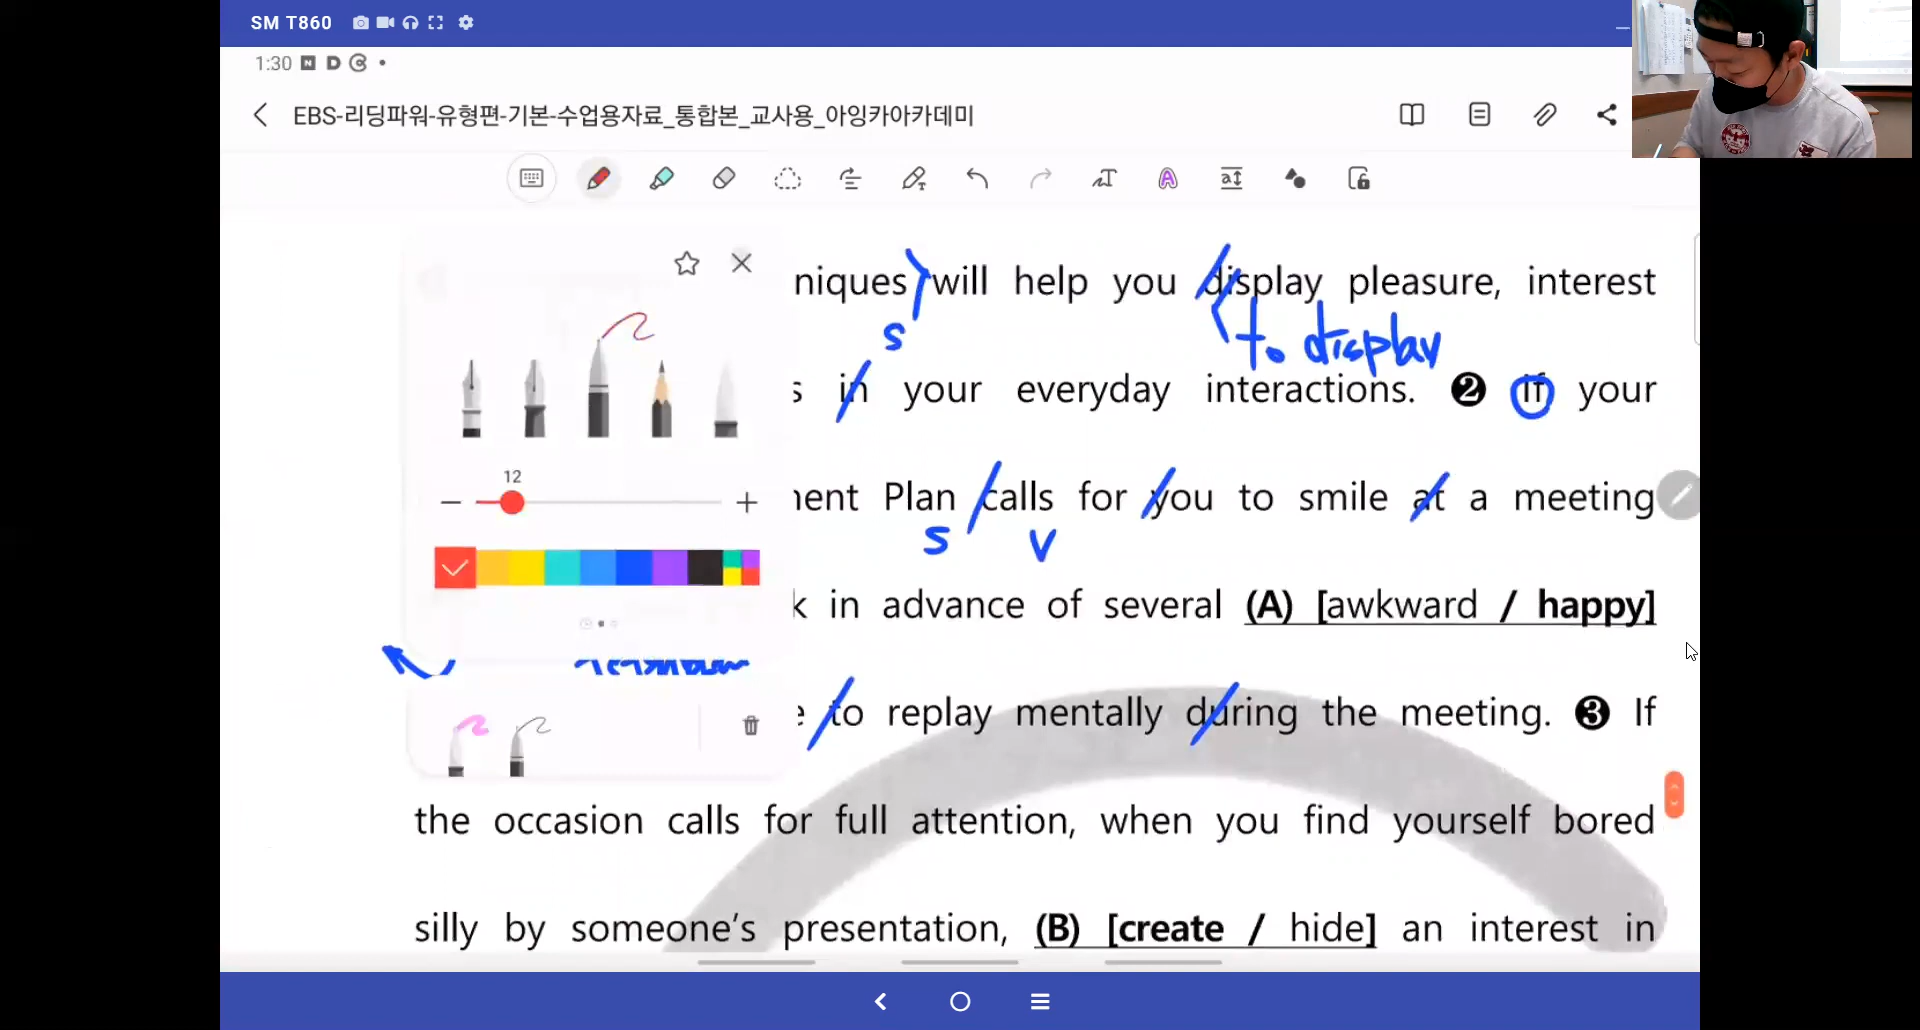 SM T860
1:30
EBS-리딩파워-유형편-기본-수업용자료_통합본_교사용_아잉카아카데미
niques will help you display pleasure, interest
s
to display
s in your everyday interactions. ❷ If your
12
nent Plan calls for you to smile at a meeting
s v
k in advance of several (A) [awkward / happy]
e to replay mentally during the meeting. ❸ If
the occasion calls for full attention, when you find yourself bored
silly by someone's presentation, (B) [create / hide] an interest in